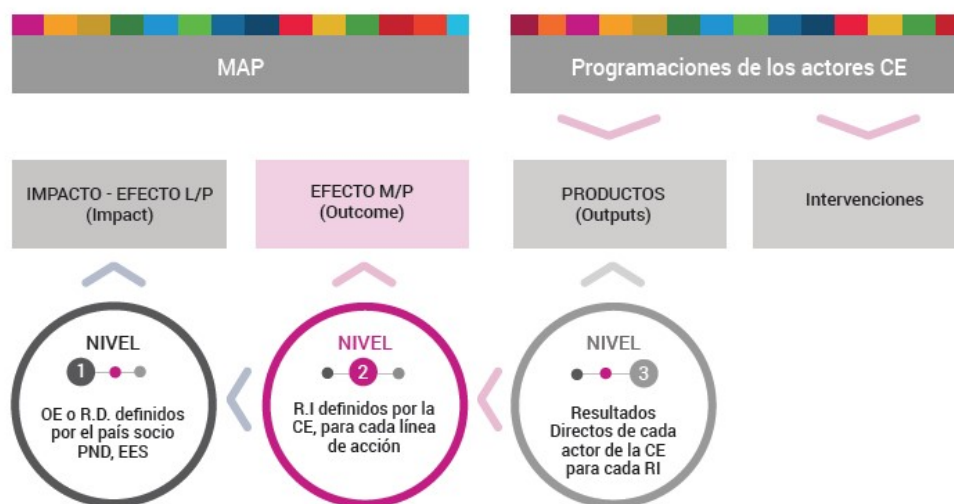 MAP
Programaciones de los actores CE
IMPACTO - EFECTO L/P
(Impact)
EFECTO M/P
(Outcome)
PRODUCTOS
(Outputs)
Intervenciones
NIVEL
1
OE o R.D. definidos
por el país socio
PND, EES
NIVEL
2
R.I definidos por la
CE, para cada línea
de acción
NIVEL
3
Resultados
Directos de cada
actor de la CE
para cada RI